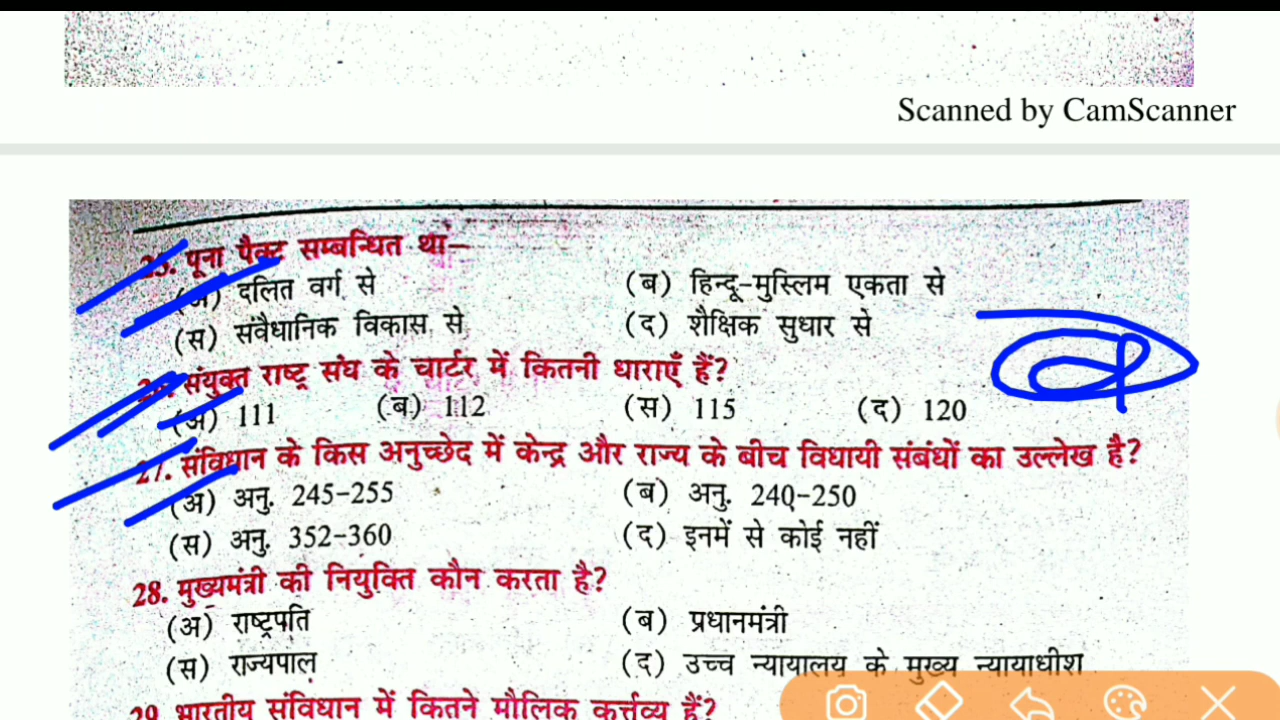 Scanned by CamScanner
25. पूना पैक्ट सम्बन्धित था–
(अ) दलित वर्ग से (ब) हिन्दू-मुस्लिम एकता से
(स) संवैधानिक विकास से (द) शैक्षिक सुधार से
26. संयुक्त राष्ट्र संघ के चार्टर में कितनी धाराएँ हैं?
(अ) 111 (ब) 112 (स) 115 (द) 120
27. संविधान के किस अनुच्छेद में केन्द्र और राज्य के बीच विधायी संबंधों का उल्लेख है?
(अ) अनु. 245-255 (ब) अनु. 240-250
(स) अनु. 352-360 (द) इनमें से कोई नहीं
28. मुख्यमंत्री की नियुक्ति कौन करता है?
(अ) राष्ट्रपति (ब) प्रधानमंत्री
(स) राज्यपाल (द) उच्च न्यायालय के मुख्य न्यायाधीश
29. भारतीय संविधान में कितने मौलिक कर्त्तव्य हैं?